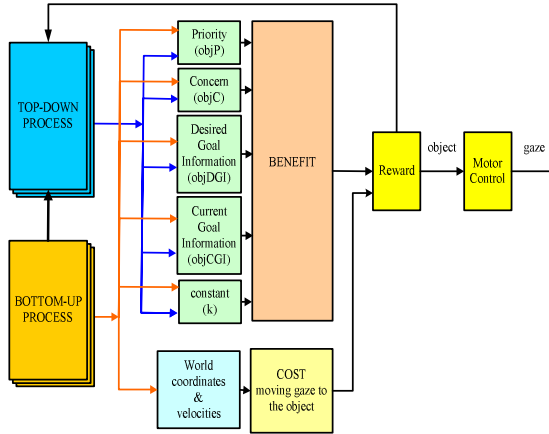 TOP-DOWN
PROCESS
BOTTOM-UP
PROCESS
Priority
(objP)
Concern
(objC)
Desired
Goal
Information
(objDGI)
Current
Goal
Information
(objCGI)
constant
(k)
BENEFIT
World
coordinates
&
velocities
COST
moving gaze to
the object
Reward
object
Motor
Control
gaze